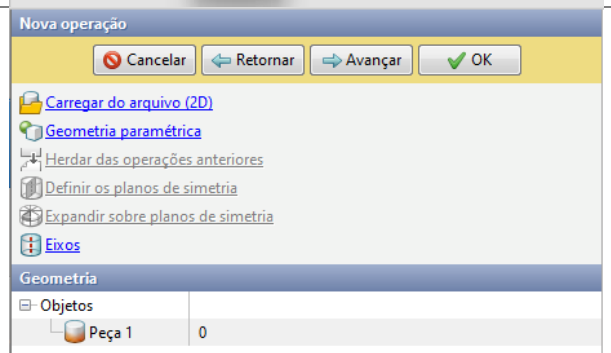 Nova operação
Cancelar Retornar Avançar OK
Carregar do arquivo (2D)
Geometria paramétrica
Herdar das operações anteriores
Definir os planos de simetria
Expandir sobre planos de simetria
Eixos
Geometria
Objetos
Peça 1 0